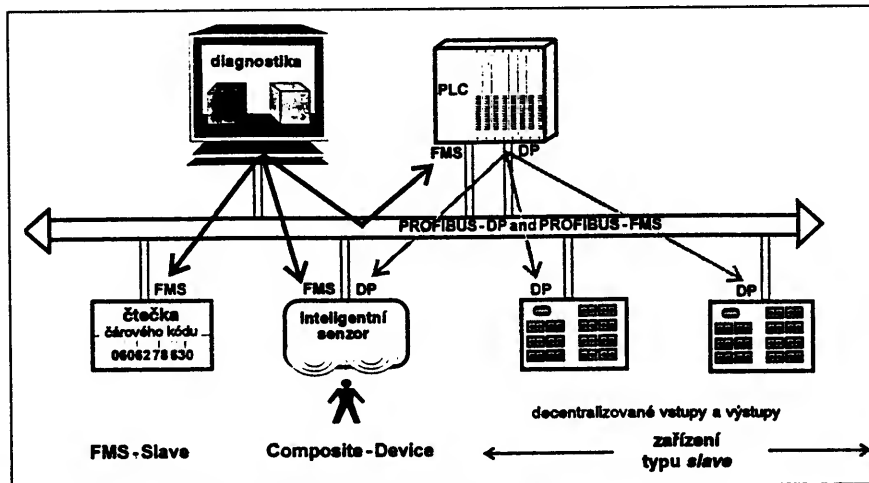 diagnostika
PLC
FMS
DP
PROFIBUS-DP and PROFIBUS-FMS
FMS
FMS
DP
DP
DP
čtečka
čárového kódu
0606278630
Inteligentní
senzor
decentralizované vstupy a výstupy
FMS-Slave
Composite-Device
zařízení
typu slave